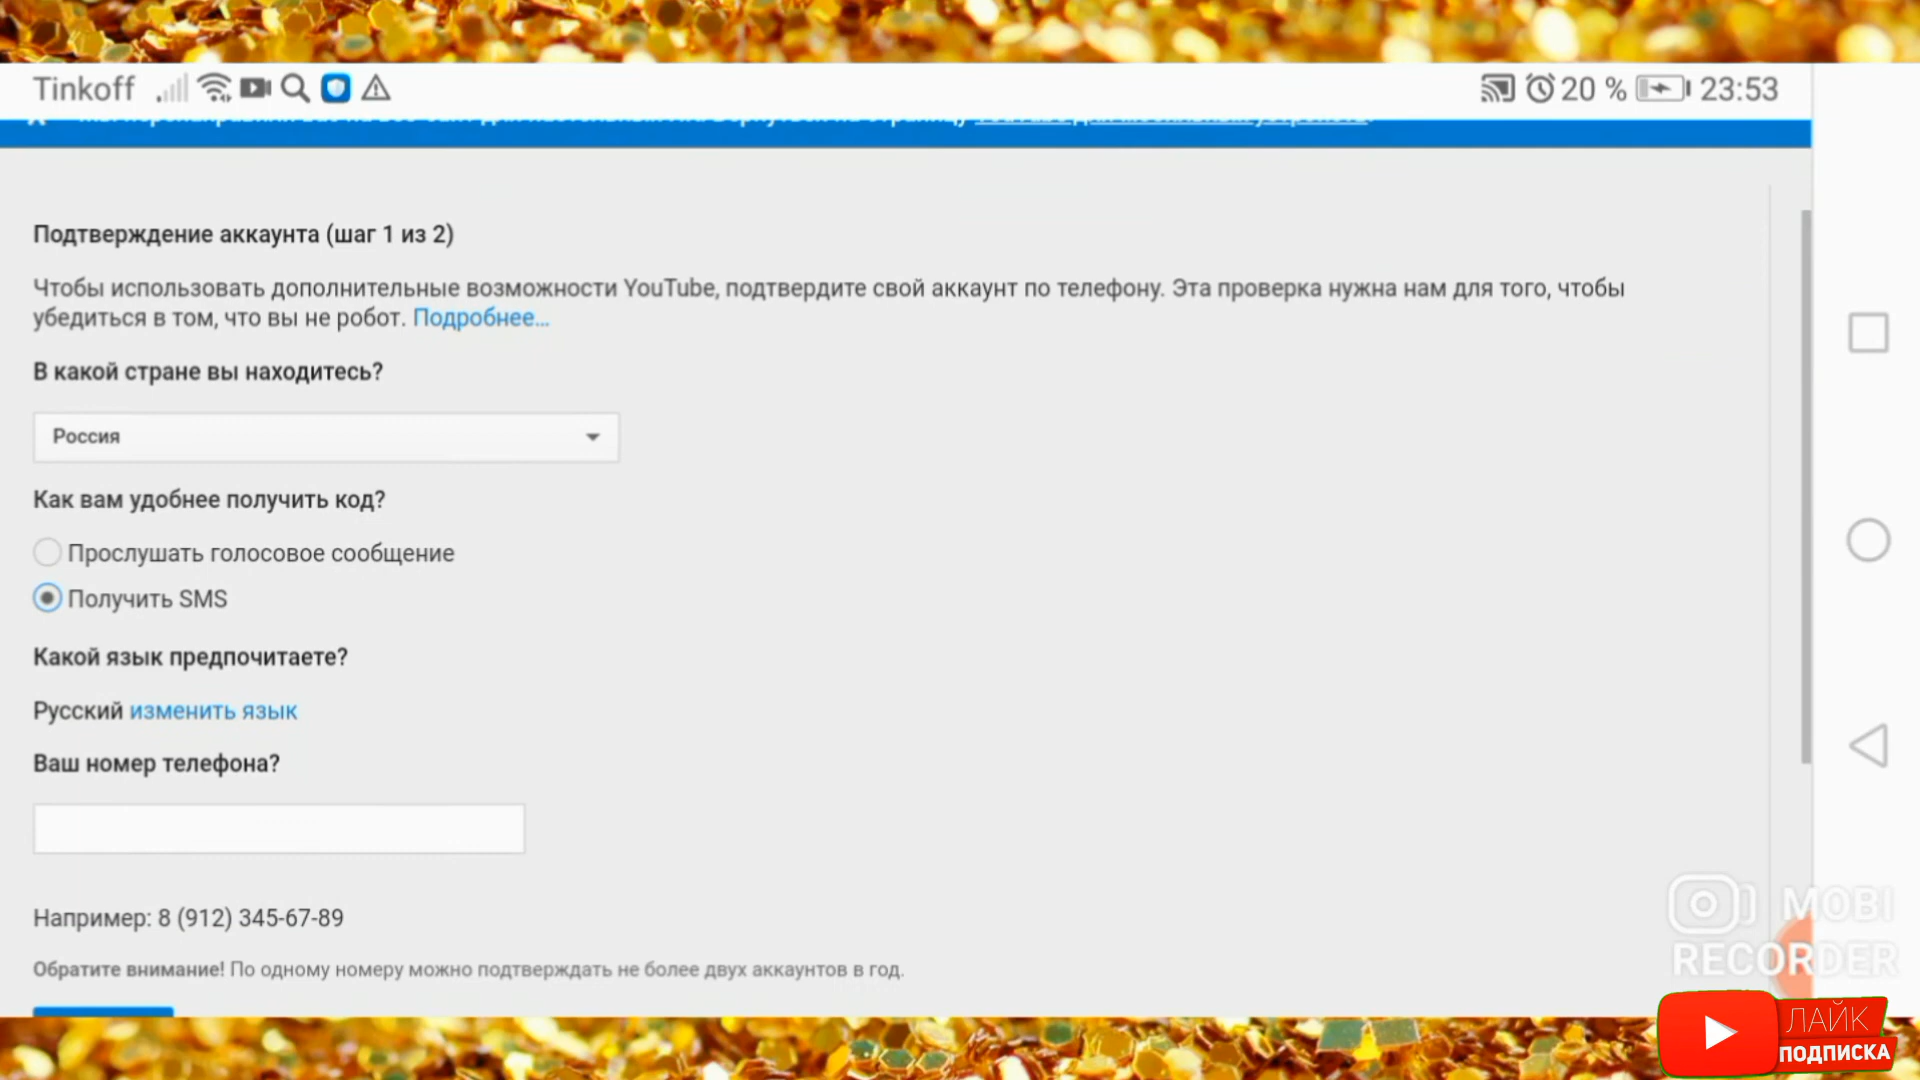 Tinkoff 20 % 23:53
Подтверждение аккаунта (шаг 1 из 2)
Чтобы использовать дополнительные возможности YouTube, подтвердите свой аккаунт по телефону. Эта проверка нужна нам для того, чтобы
убедиться в том, что вы не робот. Подробнее...
В какой стране вы находитесь?
Россия
Как вам удобнее получить код?
Прослушать голосовое сообщение
Получить SMS
Какой язык предпочитаете?
Русский изменить язык
Ваш номер телефона?
Например: 8 (912) 345-67-89
Обратите внимание! По одному номеру можно подтверждать не более двух аккаунтов в год.
MOBI
RECORDER
ЛАЙК
ПОДПИСКА